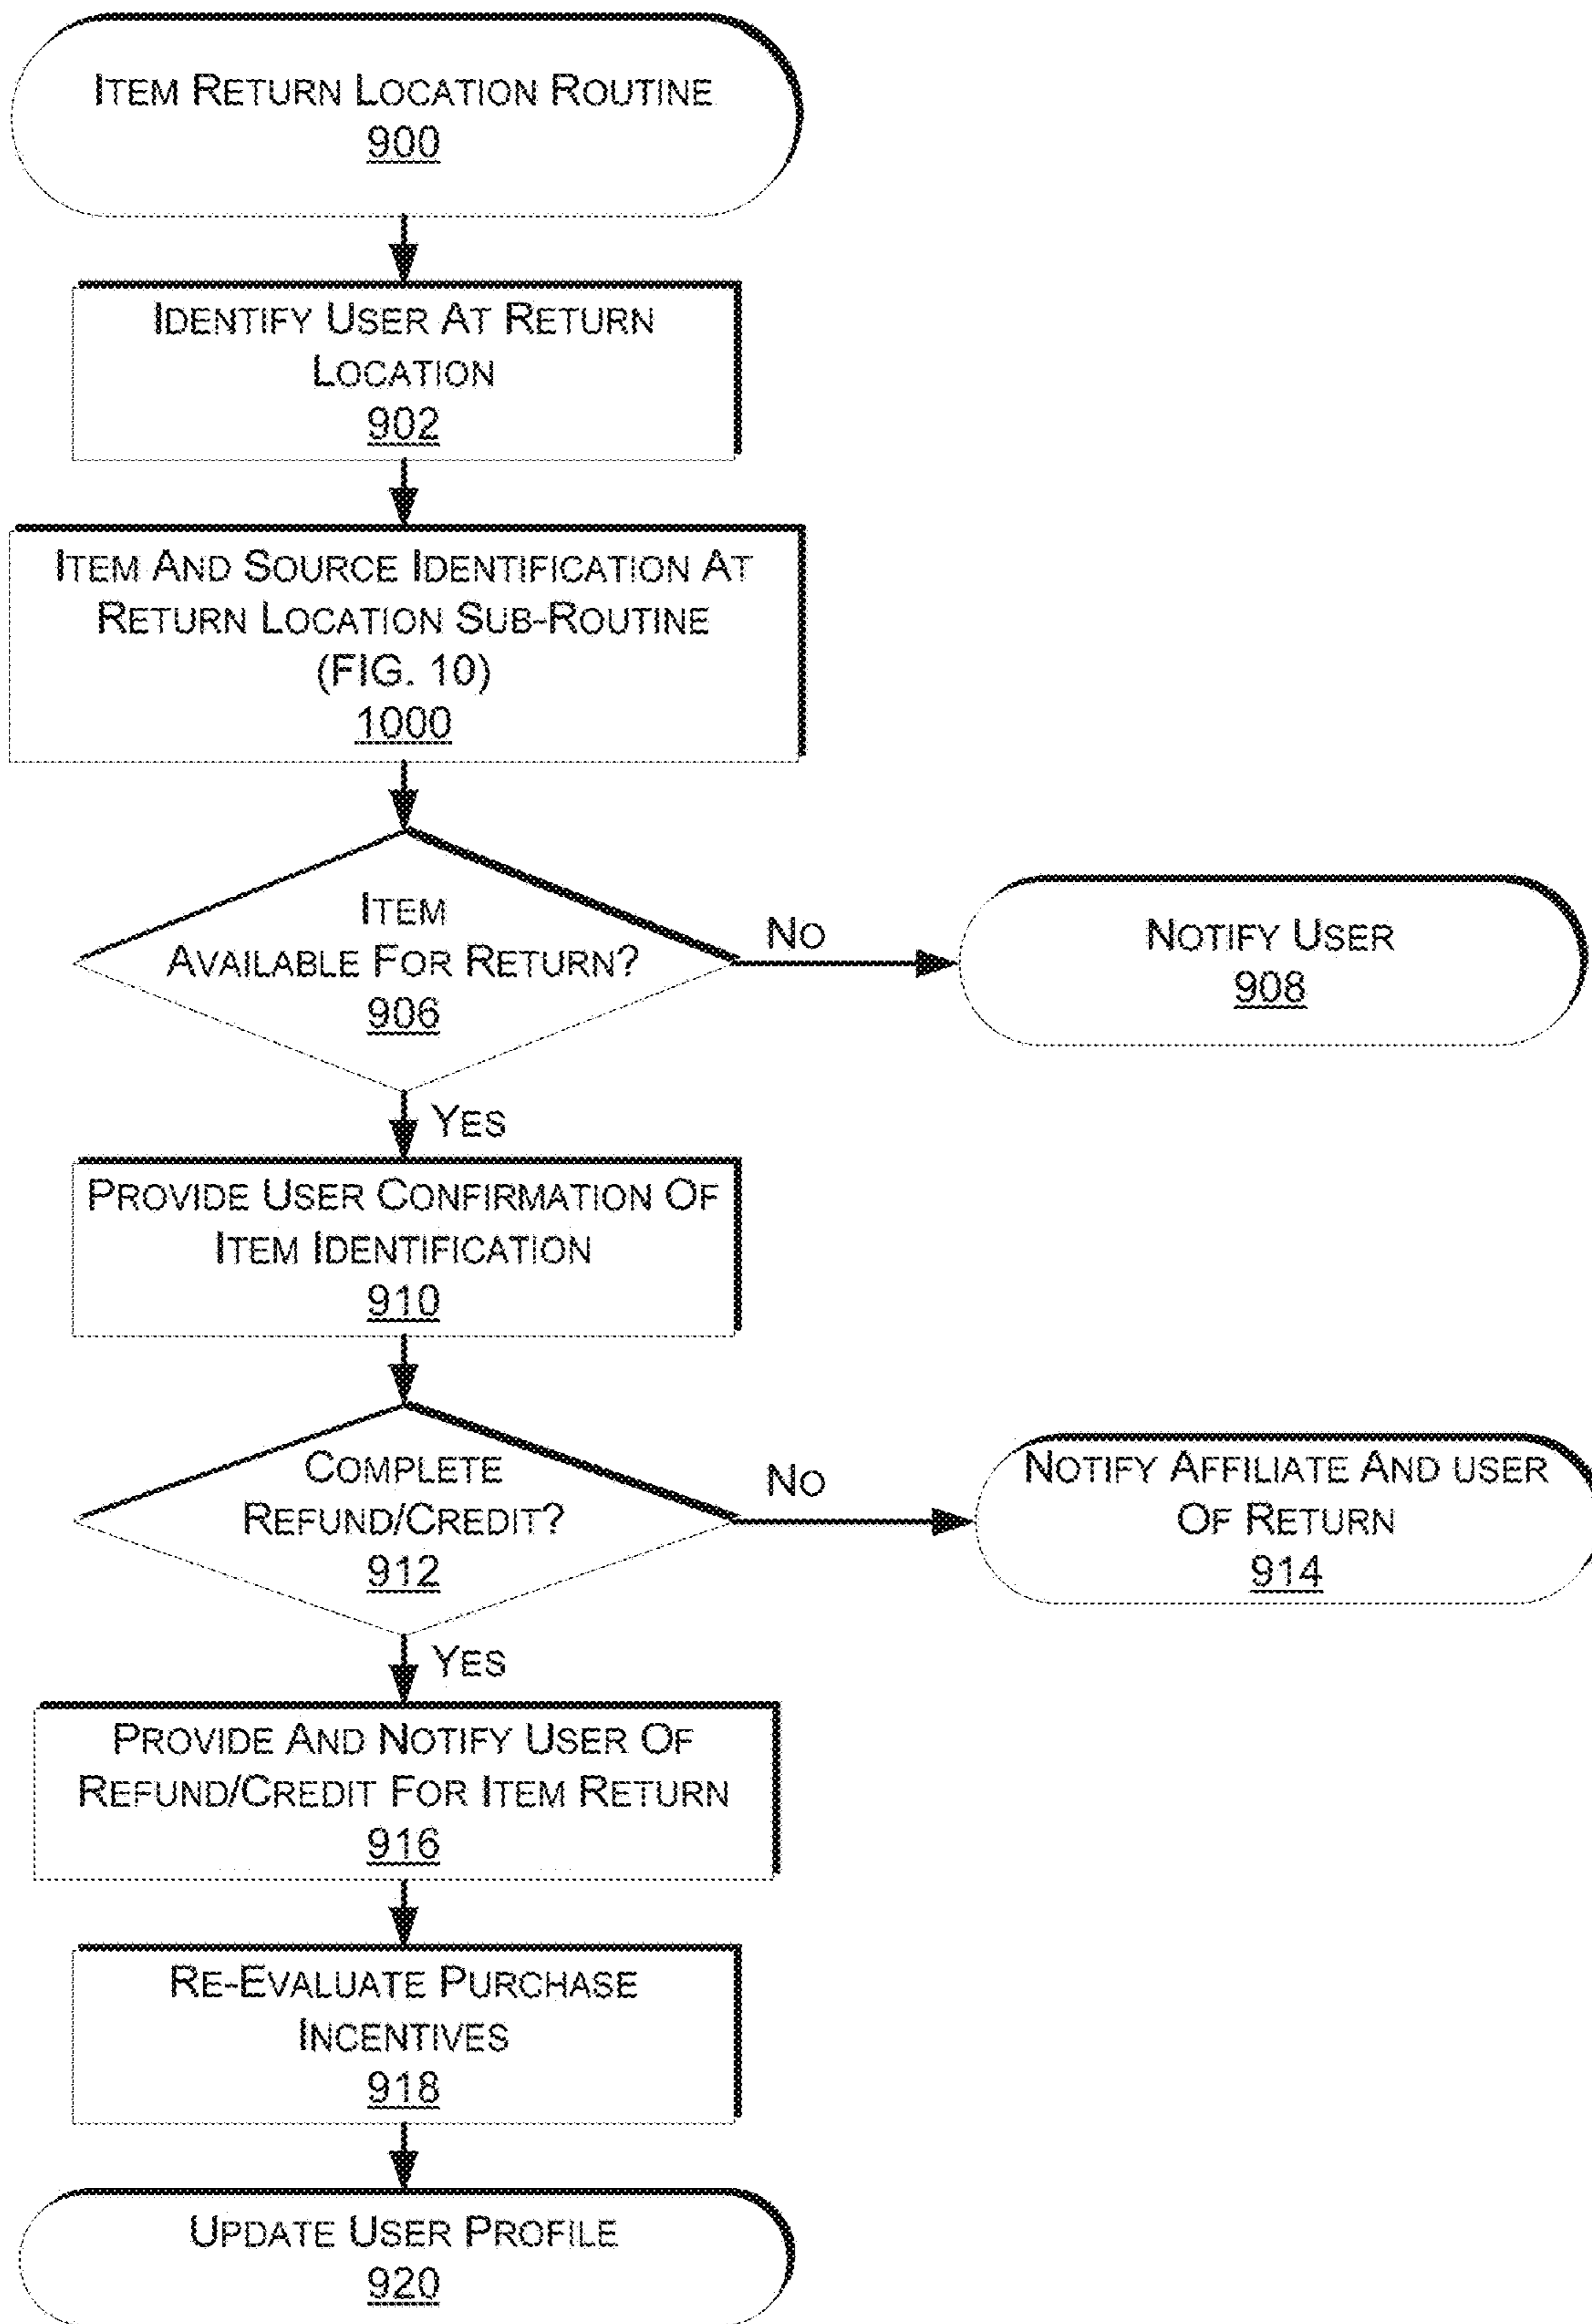 ITEM RETURN LOCATION ROUTINE
900
IDENTIFY USER AT RETURN
LOCATION
902
ITEM AND SOURCE IDENTIFICATION AT
RETURN LOCATION SUB-ROUTINE
(FIG. 10)
1000
ITEM
AVAILABLE FOR RETURN?
906
NO
NOTIFY USER
908
YES
PROVIDE USER CONFIRMATION OF
ITEM IDENTIFICATION
910
COMPLETE
REFUND/CREDIT?
912
NO
NOTIFY AFFILIATE AND USER
OF RETURN
914
YES
PROVIDE AND NOTIFY USER OF
REFUND/CREDIT FOR ITEM RETURN
916
RE-EVALUATE PURCHASE
INCENTIVES
918
UPDATE USER PROFILE
920